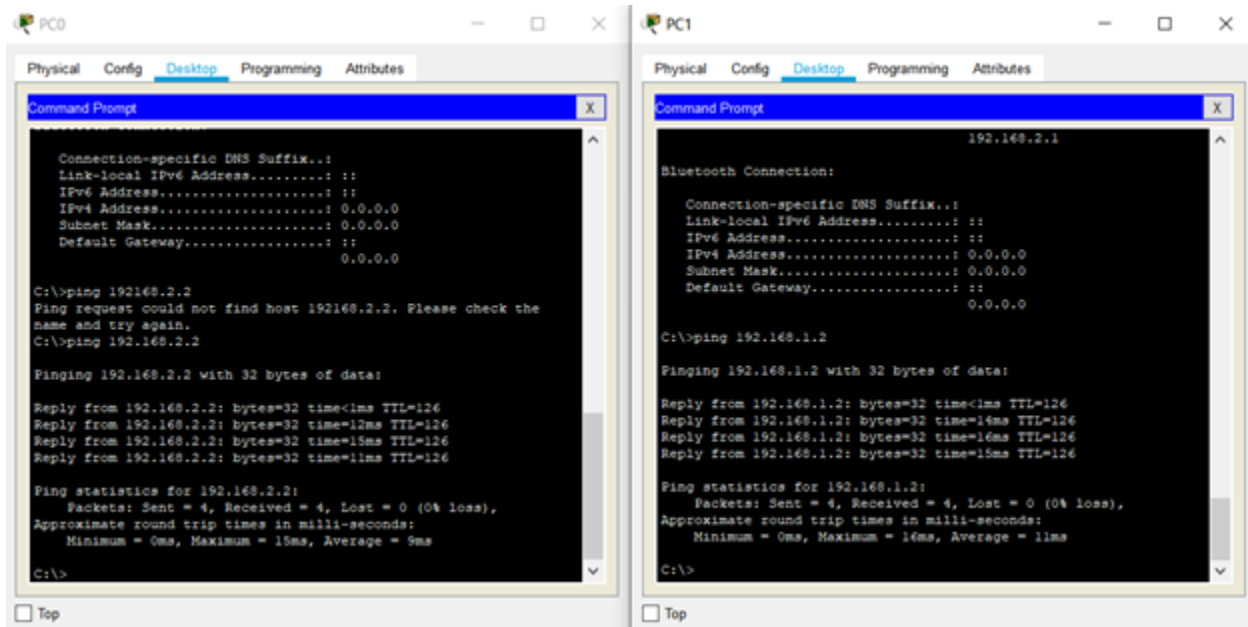 PC0
Physical Config Desktop Programming Attributes
Command Prompt X
Connection-specific DNS Suffix..:
Link-local IPv6 Address.........: ::
IPv6 Address....................: ::
IPv4 Address....................: 0.0.0.0
Subnet Mask.....................: 0.0.0.0
Default Gateway.................: ::
0.0.0.0
C:\>ping 192168.2.2
Ping request could not find host 192168.2.2. Please check the
name and try again.
C:\>ping 192.168.2.2
Pinging 192.168.2.2 with 32 bytes of data:
Reply from 192.168.2.2: bytes=32 time<1ms TTL=126
Reply from 192.168.2.2: bytes=32 time=12ms TTL=126
Reply from 192.168.2.2: bytes=32 time=15ms TTL=126
Reply from 192.168.2.2: bytes=32 time=11ms TTL=126
Ping statistics for 192.168.2.2:
Packets: Sent = 4, Received = 4, Lost = 0 (0% loss),
Approximate round trip times in milli-seconds:
Minimum = 0ms, Maximum = 15ms, Average = 9ms
C:\>
Top
PC1
Physical Config Desktop Programming Attributes
Command Prompt X
192.168.2.1
Bluetooth Connection:
Connection-specific DNS Suffix..:
Link-local IPv6 Address.........: ::
IPv6 Address....................: ::
IPv4 Address....................: 0.0.0.0
Subnet Mask.....................: 0.0.0.0
Default Gateway.................: ::
0.0.0.0
C:\>ping 192.168.1.2
Pinging 192.168.1.2 with 32 bytes of data:
Reply from 192.168.1.2: bytes=32 time<1ms TTL=126
Reply from 192.168.1.2: bytes=32 time=14ms TTL=126
Reply from 192.168.1.2: bytes=32 time=16ms TTL=126
Reply from 192.168.1.2: bytes=32 time=15ms TTL=126
Ping statistics for 192.168.1.2:
Packets: Sent = 4, Received = 4, Lost = 0 (0% loss),
Approximate round trip times in milli-seconds:
Minimum = 0ms, Maximum = 16ms, Average = 11ms
C:\>
Top